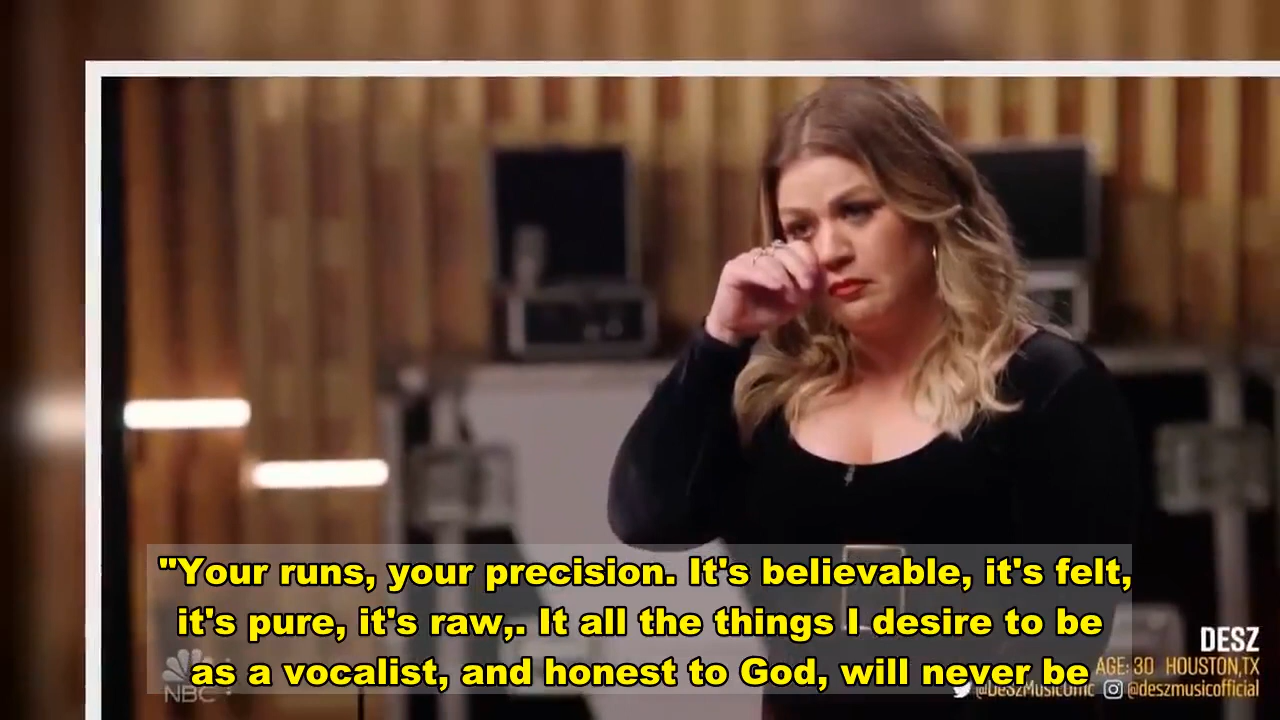 "Your runs, your precision. It's believable, it's felt,
it's pure, it's raw,. It all the things I desire to be
as a vocalist, and honest to God, will never be
DESZ
AGE: 30 HOUSTON,TX
@deszmusicofficial
NBC